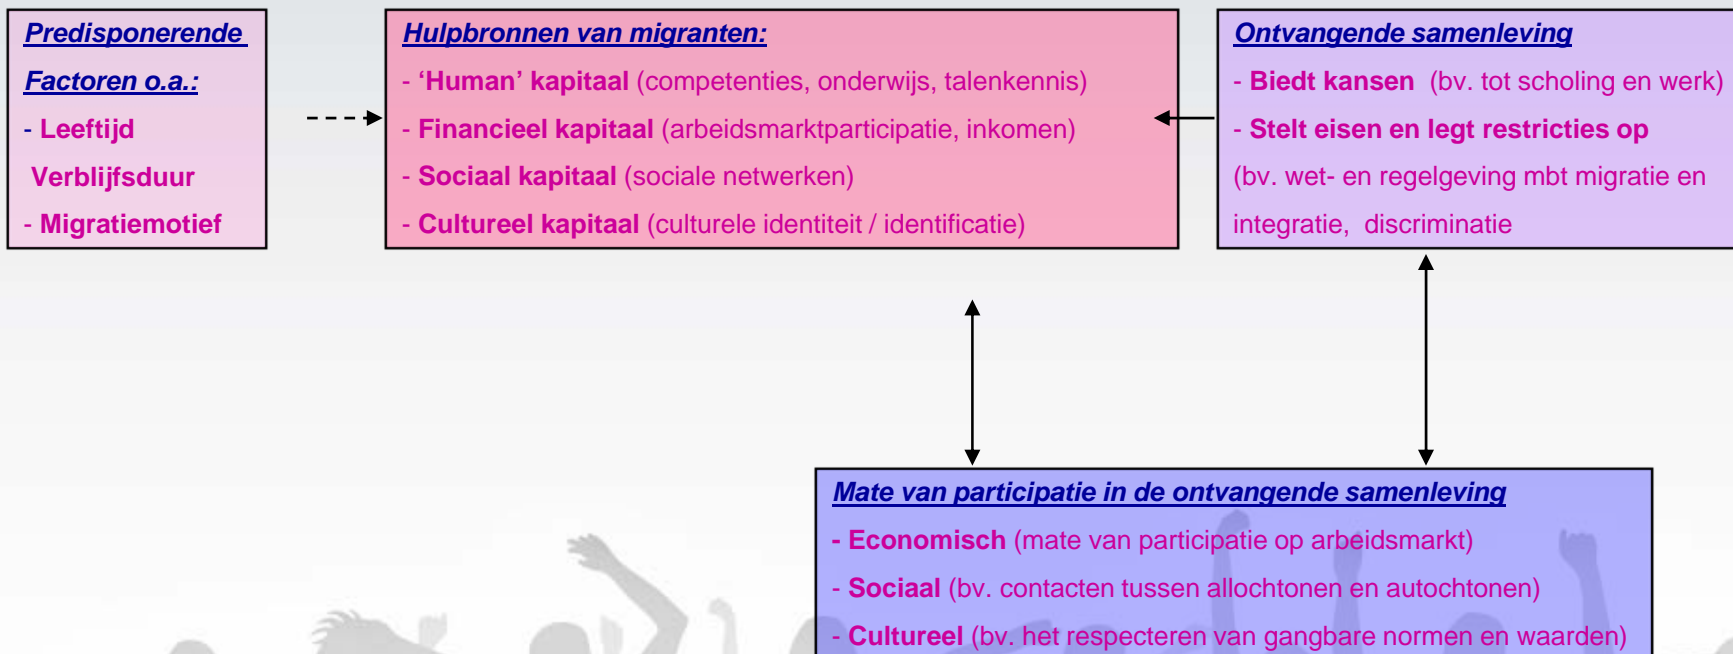 Predisponerende
Factoren o.a.:
- Leeftijd
Verblijfsduur
- Migratiemotief
Hulpbronnen van migranten:
- ‘Human’ kapitaal (competenties, onderwijs, talenkennis)
- Financieel kapitaal (arbeidsmarktparticipatie, inkomen)
- Sociaal kapitaal (sociale netwerken)
- Cultureel kapitaal (culturele identiteit / identificatie)
Ontvangende samenleving
- Biedt kansen (bv. tot scholing en werk)
- Stelt eisen en legt restricties op
(bv. wet- en regelgeving mbt migratie en
integratie, discriminatie
Mate van participatie in de ontvangende samenleving
- Economisch (mate van participatie op arbeidsmarkt)
- Sociaal (bv. contacten tussen allochtonen en autochtonen)
- Cultureel (bv. het respecteren van gangbare normen en waarden)